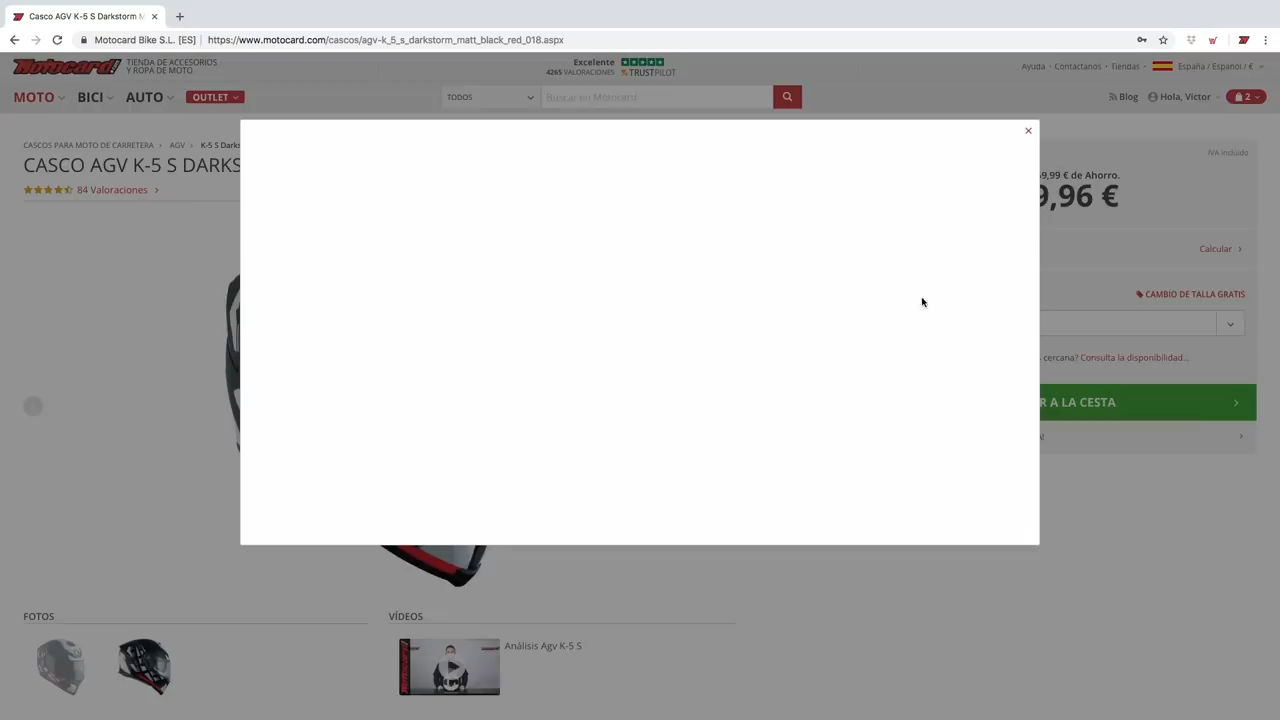 Casco AGV K-5 S Darkstorm M
Motocard Bike S.L. [ES]
https://www.motocard.com/cascos/agv-k_5_s_darkstorm_matt_black_red_018.aspx
Motocard!
TIENDA DE ACCESORIOS
Y ROPA DE MOTO
Excelente
4265 VALORACIONES
TRUSTPILOT
Ayuda · Contáctanos · Tiendas · España / Español / €
MOTO
BICI
AUTO
OUTLET
TODOS
Buscar en Motocard
Blog
Hola, Víctor
2
CASCOS PARA MOTO DE CARRETERA > AGV > K-5 S Darks
CASCO AGV K-5 S DARKS
84 Valoraciones >
IVA incluido
9,99 € de Ahorro.
9,96 €
Calcular >
CAMBIO DE TALLA GRATIS
cercana? Consulta la disponibilidad...
R A LA CESTA
FOTOS
VÍDEOS
Análisis Agv K-5 S